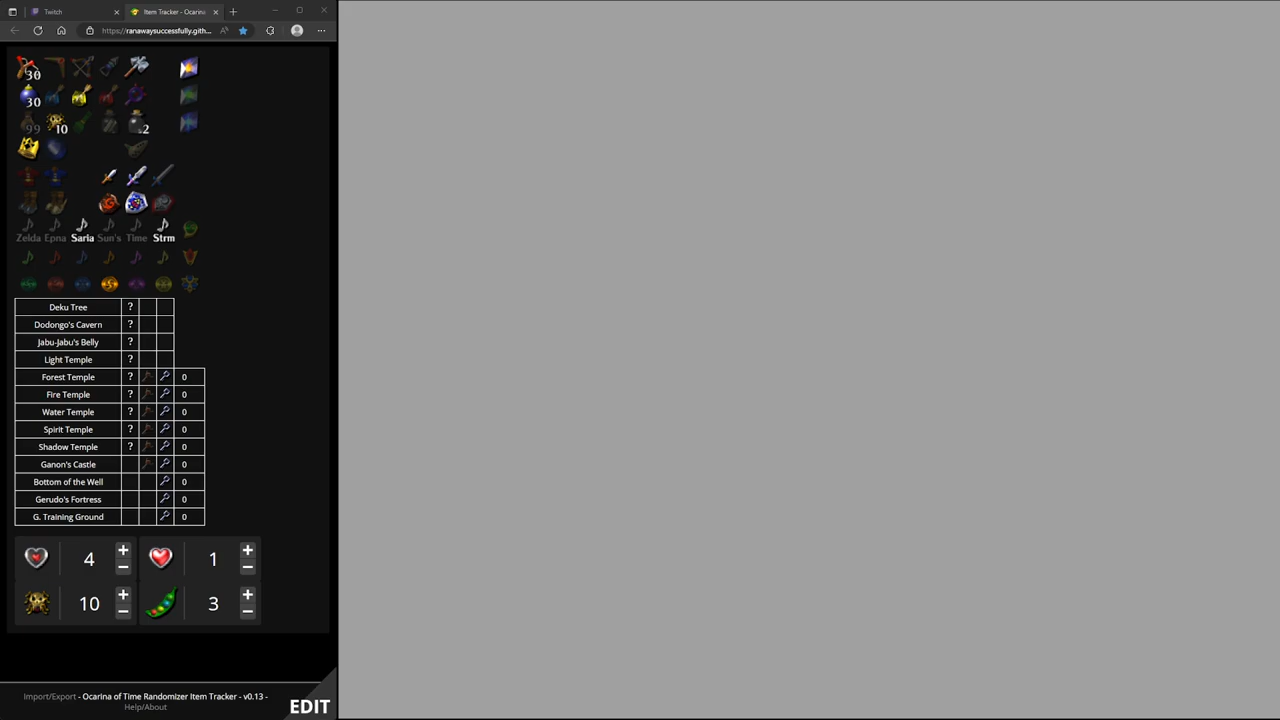 Twitch
Item Tracker - Ocarina
https://ranawaysuccessfully.gith...
30
30
99 10 2
Zelda Epna Saria Sun's Time Strm
Deku Tree ?
Dodongo's Cavern ?
Jabu-Jabu's Belly ?
Light Temple ?
Forest Temple ? 0
Fire Temple ? 0
Water Temple ? 0
Spirit Temple ? 0
Shadow Temple ? 0
Ganon's Castle 0
Bottom of the Well 0
Gerudo's Fortress 0
G. Training Ground 0
4 + − 1 + −
10 + − 3 + −
Import/Export - Ocarina of Time Randomizer Item Tracker - v0.13 -
Help/About
EDIT